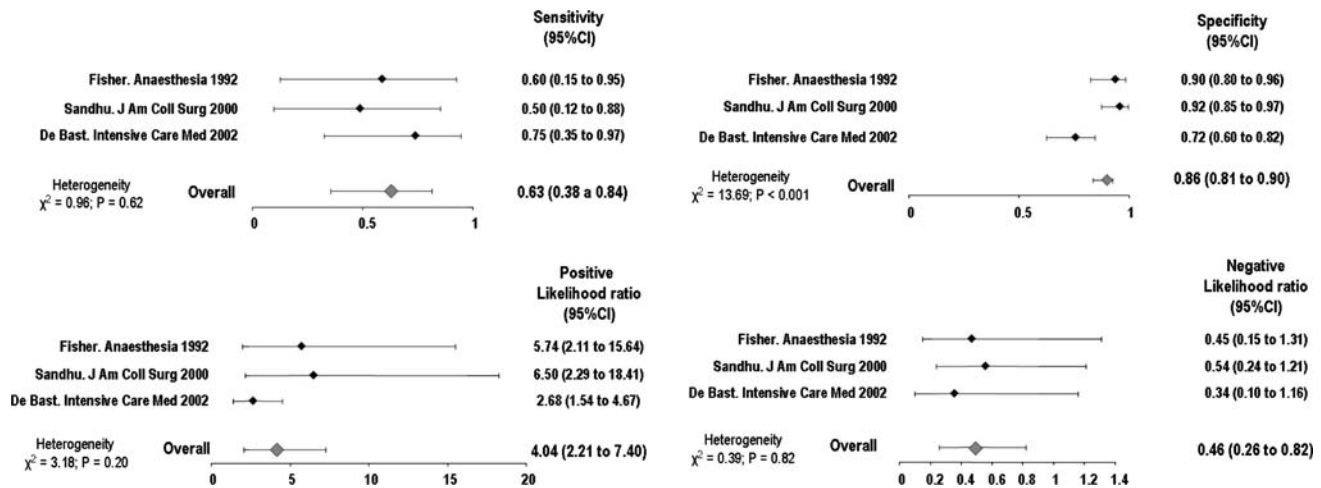 Sensitivity
(95%CI)
Fisher. Anaesthesia 1992
0.60 (0.15 to 0.95)
Sandhu. J Am Coll Surg 2000
0.50 (0.12 to 0.88)
De Bast. Intensive Care Med 2002
0.75 (0.35 to 0.97)
Heterogeneity
χ² = 0.96; P = 0.62
Overall
0.63 (0.38 a 0.84)
0 0.5 1
Specificity
(95%CI)
Fisher. Anaesthesia 1992
0.90 (0.80 to 0.96)
Sandhu. J Am Coll Surg 2000
0.92 (0.85 to 0.97)
De Bast. Intensive Care Med 2002
0.72 (0.60 to 0.82)
Heterogeneity
χ² = 13.69; P < 0.001
Overall
0.86 (0.81 to 0.90)
0 0.5 1
Positive
Likelihood ratio
(95%CI)
Fisher. Anaesthesia 1992
5.74 (2.11 to 15.64)
Sandhu. J Am Coll Surg 2000
6.50 (2.29 to 18.41)
De Bast. Intensive Care Med 2002
2.68 (1.54 to 4.67)
Heterogeneity
χ² = 3.18; P = 0.20
Overall
4.04 (2.21 to 7.40)
0 5 10 15 20
Negative
Likelihood ratio
(95%CI)
Fisher. Anaesthesia 1992
0.45 (0.15 to 1.31)
Sandhu. J Am Coll Surg 2000
0.54 (0.24 to 1.21)
De Bast. Intensive Care Med 2002
0.34 (0.10 to 1.16)
Heterogeneity
χ² = 0.39; P = 0.82
Overall
0.46 (0.26 to 0.82)
0 0,2 0.4 0.6 0.8 1 1.2 1.4